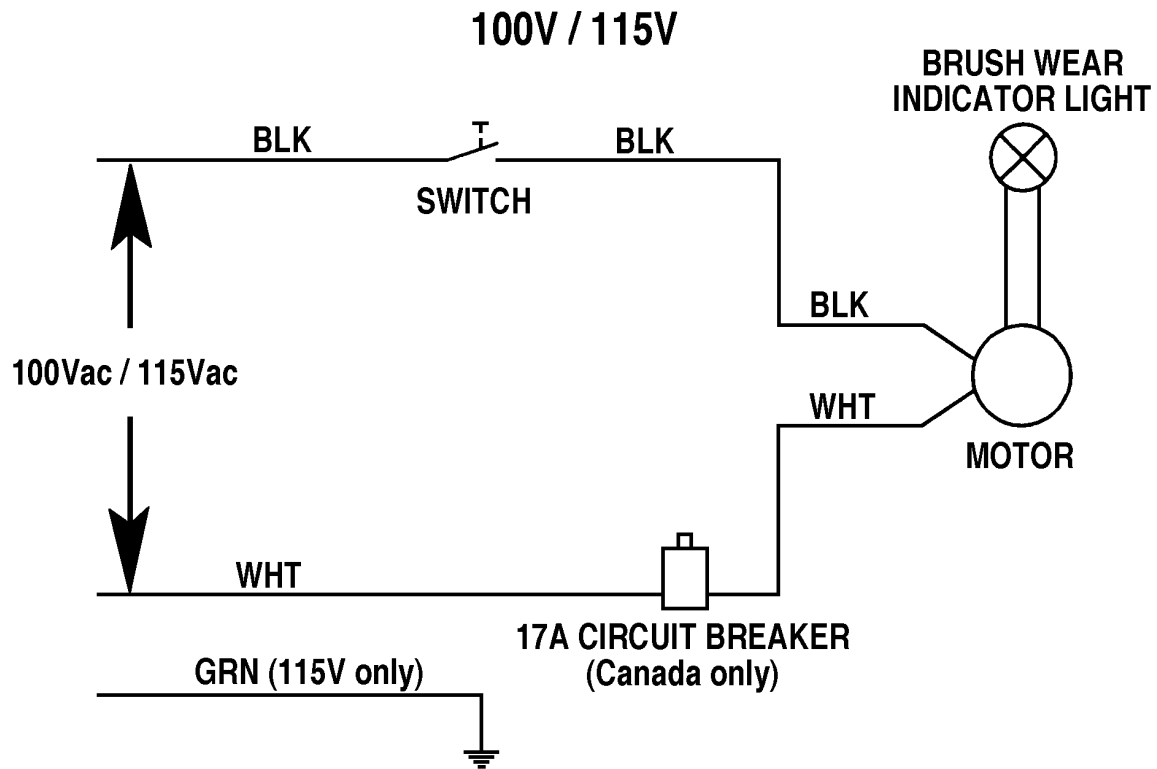 100V / 115V
BRUSH WEAR
INDICATOR LIGHT
BLK
BLK
SWITCH
BLK
100Vac / 115Vac
WHT
MOTOR
WHT
17A CIRCUIT BREAKER
(Canada only)
GRN (115V only)